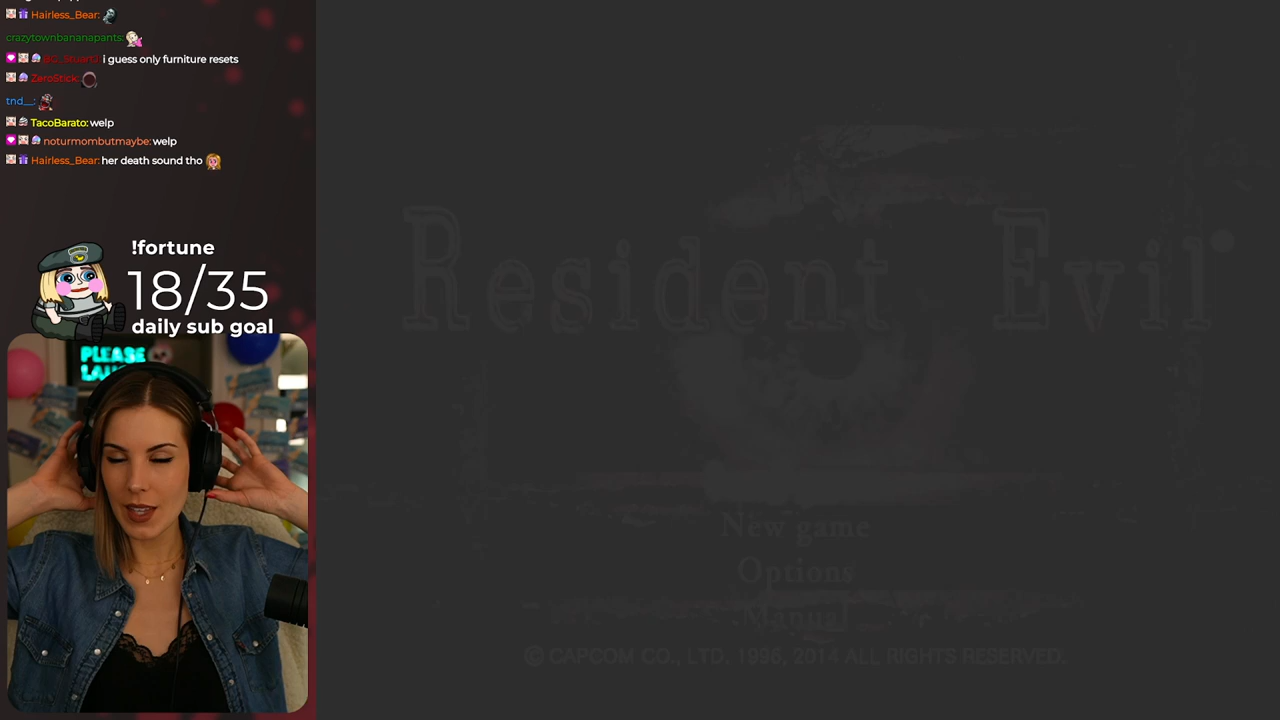 Hairless_Bear:
crazytownbananapants:
BG_Stuart1: i guess only furniture resets
ZeroStick:
tnd__:
TacoBarato: welp
noturmombutmaybe: welp
Hairless_Bear: her death sound tho
!fortune
18/35
daily sub goal
PLEASE
LAU
Resident Evil
New game
Options
Manual
© CAPCOM CO., LTD. 1996, 2014 ALL RIGHTS RESERVED.